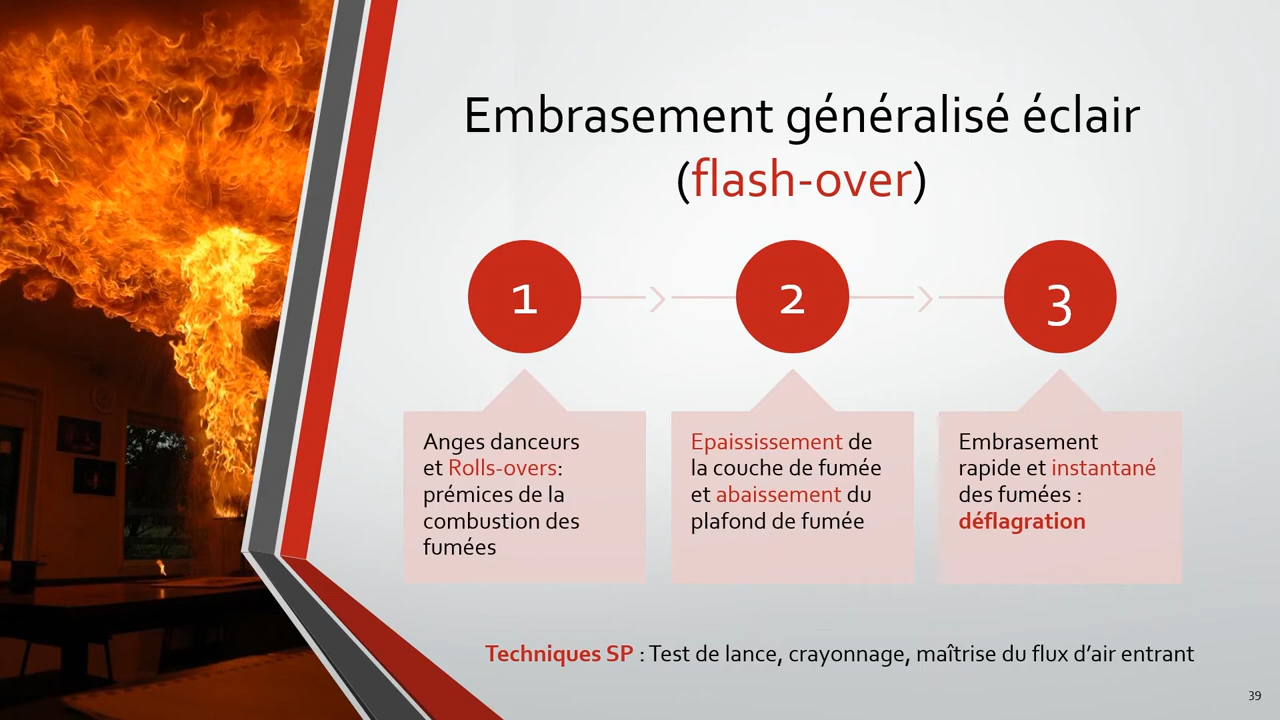 Embrasement généralisé éclair
(flash-over)
1
2
3
Anges danceurs
et Rolls-overs:
prémices de la
combustion des
fumées
Epaississement de
la couche de fumée
et abaissement du
plafond de fumée
Embrasement
rapide et instantané
des fumées :
déflagration
Techniques SP : Test de lance, crayonnage, maîtrise du flux d’air entrant
39